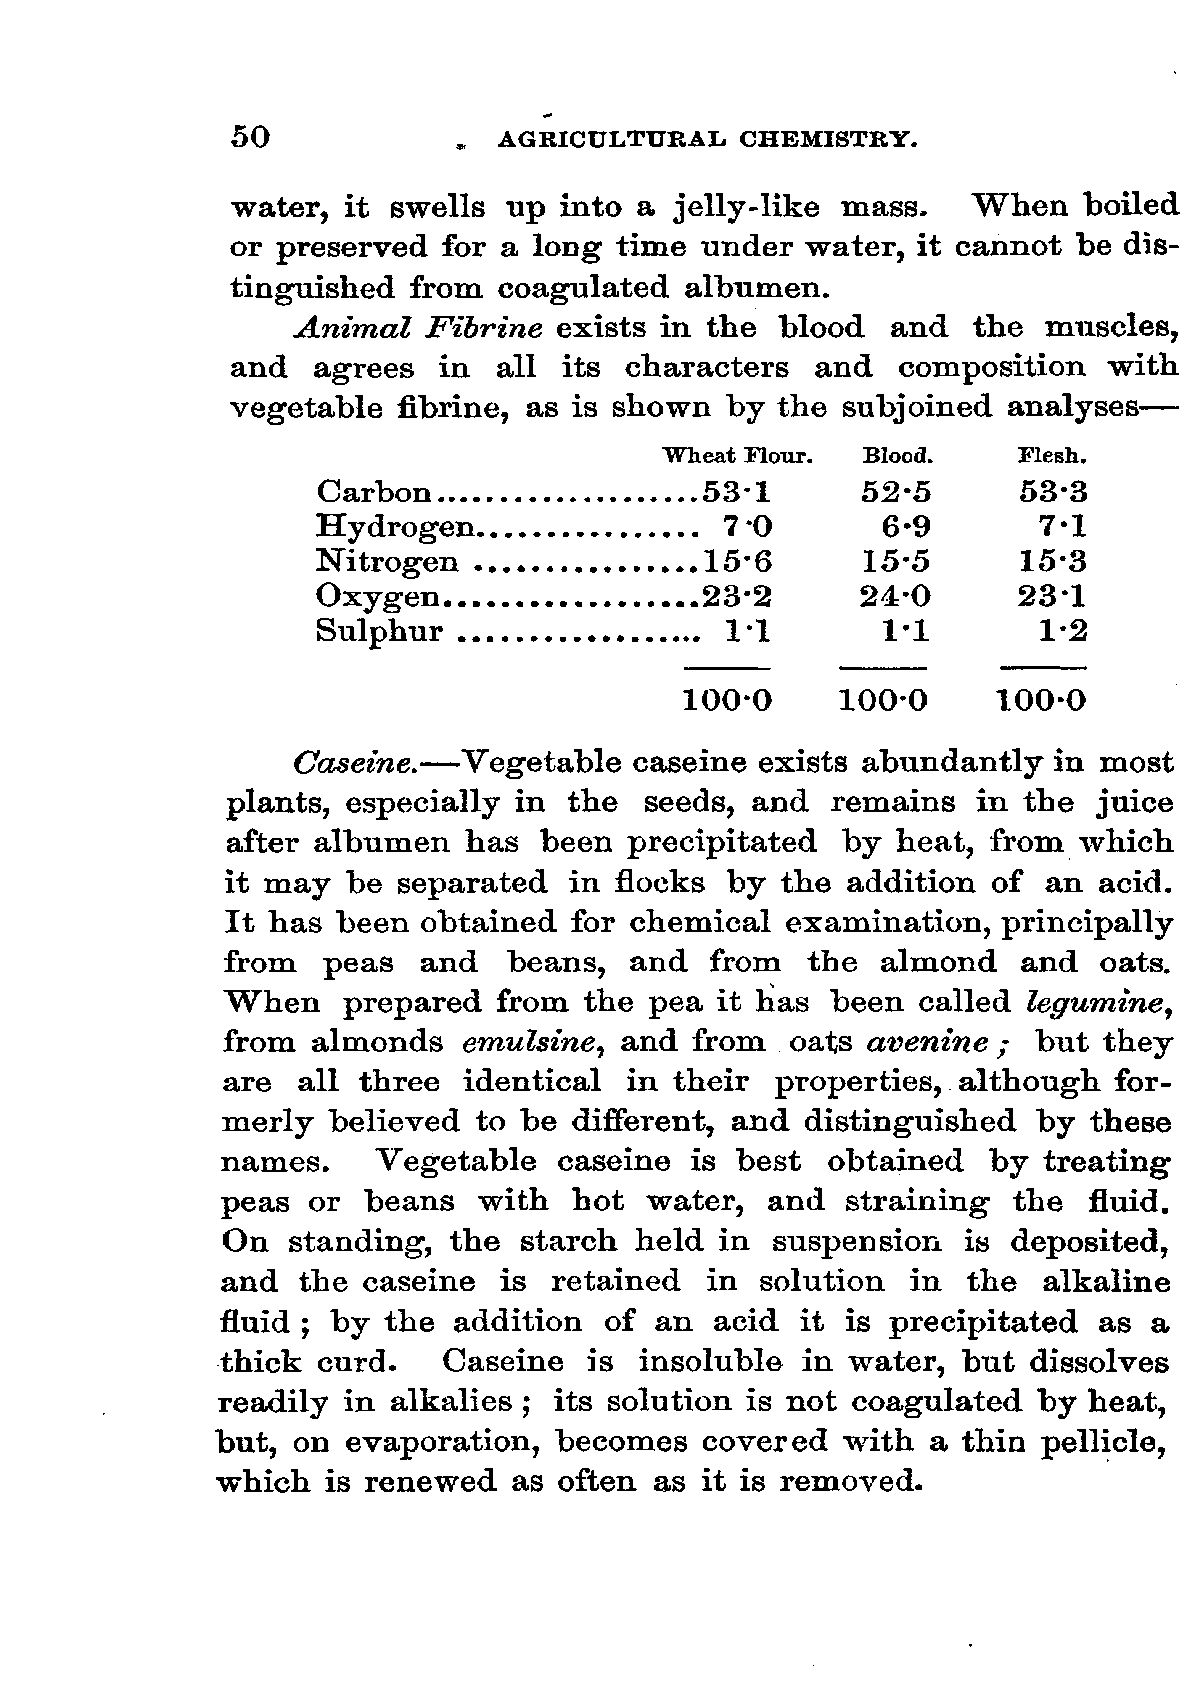 50 AGRICULTURAL CHEMISTRY.
water, it swells up into a jelly-like mass. When boiled
or preserved for a long time under water, it cannot be dis-
tinguished from coagulated albumen.
Animal Fibrine exists in the blood and the muscles,
and agrees in all its characters and composition with
vegetable fibrine, as is shown by the subjoined analyses—
Wheat Flour. Blood. Flesh.
Carbon.....................53·1 52·5 53·3
Hydrogen................ 7·0 6·9 7·1
Nitrogen ................15·6 15·5 15·3
Oxygen...................23·2 24·0 23·1
Sulphur .................. 1·1 1·1 1·2
100·0 100·0 100·0
Caseine.—Vegetable caseine exists abundantly in most
plants, especially in the seeds, and remains in the juice
after albumen has been precipitated by heat, from which
it may be separated in flocks by the addition of an acid.
It has been obtained for chemical examination, principally
from peas and beans, and from the almond and oats.
When prepared from the pea it has been called legumine,
from almonds emulsine, and from oats avenine ; but they
are all three identical in their properties, although for-
merly believed to be different, and distinguished by these
names. Vegetable caseine is best obtained by treating
peas or beans with hot water, and straining the fluid.
On standing, the starch held in suspension is deposited,
and the caseine is retained in solution in the alkaline
fluid ; by the addition of an acid it is precipitated as a
thick curd. Caseine is insoluble in water, but dissolves
readily in alkalies ; its solution is not coagulated by heat,
but, on evaporation, becomes covered with a thin pellicle,
which is renewed as often as it is removed.